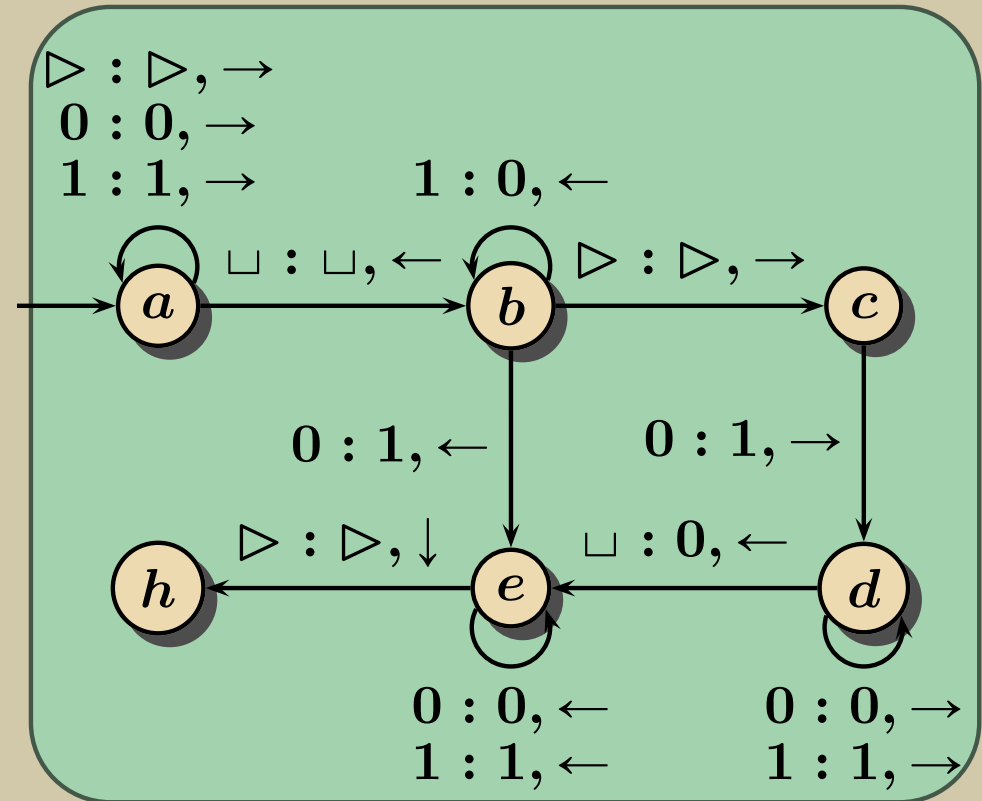 ▷ : ▷, →
0 : 0, →
1 : 1, →
1 : 0, ←
⊔ : ⊔, ←
▷ : ▷, →
a
b
c
0 : 1, ←
0 : 1, →
▷ : ▷, ↓
⊔ : 0, ←
h
e
d
0 : 0, ←
1 : 1, ←
0 : 0, →
1 : 1, →